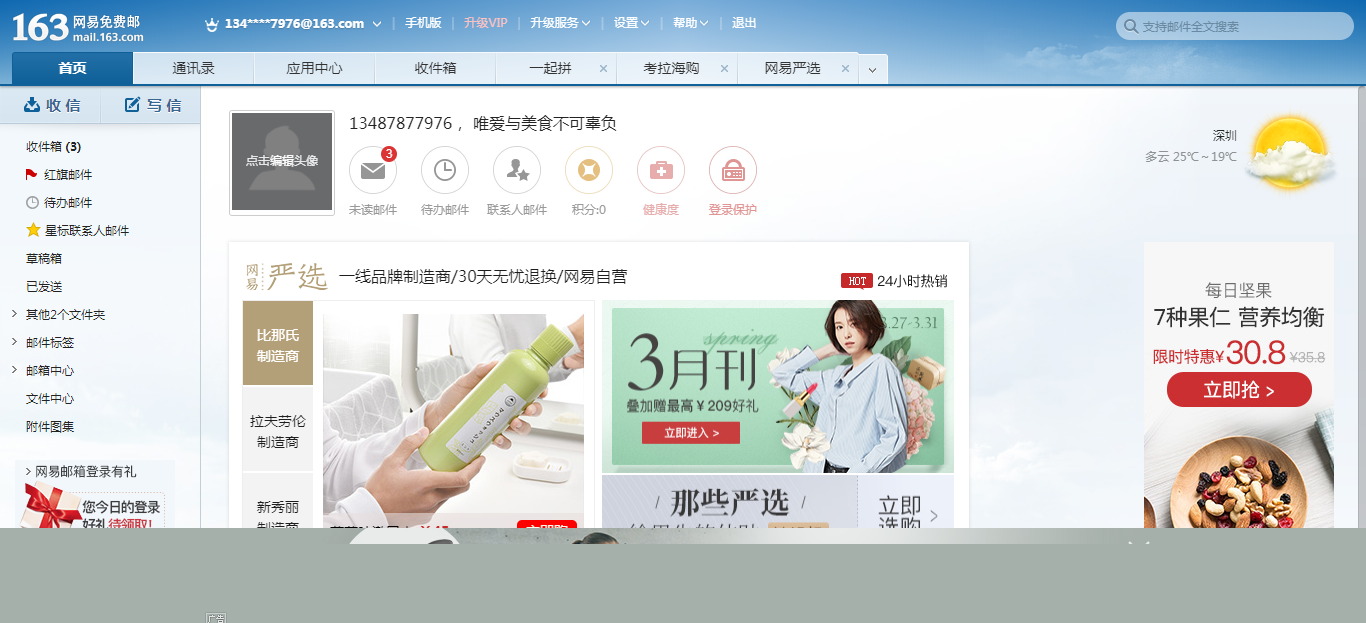 163 网易免费邮
mail.163.com
134****7976@163.com
手机版
升级VIP
升级服务
设置
帮助
退出
支持邮件全文搜索
首页
通讯录
应用中心
收件箱
一起拼
考拉海购
网易严选
收信
写信
收件箱 (3)
红旗邮件
待办邮件
星标联系人邮件
草稿箱
已发送
其他2个文件夹
邮件标签
邮箱中心
文件中心
附件图集
网易邮箱登录有礼
您今日的登录
好礼待领取!
点击编辑头像
13487877976 ，唯爱与美食不可辜负
3
未读邮件
待办邮件
联系人邮件
积分:0
健康度
登录保护
深圳
多云 25℃ ~ 19℃
网易严选
一线品牌制造商/30天无忧退换/网易自营
HOT 24小时热销
比那氏
制造商
拉夫劳伦
制造商
新秀丽
制造商
3.27-3.31
spring
3月刊
叠加赠最高￥209好礼
立即进入 >
/ 那些严选 /
立即
选购
每日坚果
7种果仁 营养均衡
限时特惠¥30.8 ¥35.8
立即抢 >
广告